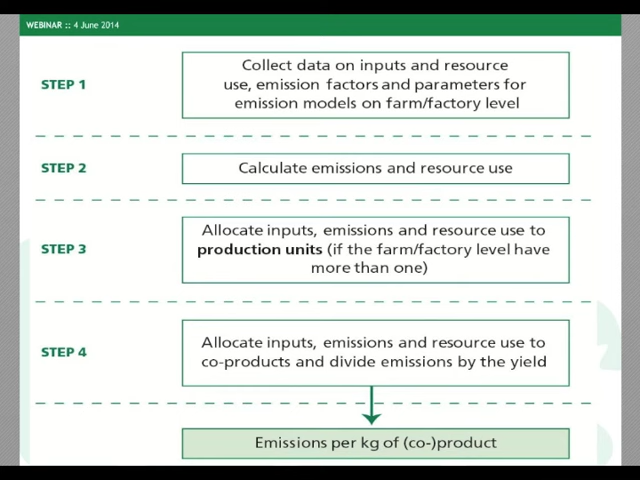 WEBINAR :: 4 June 2014
STEP 1
Collect data on inputs and resource
use, emission factors and parameters for
emission models on farm/factory level
STEP 2
Calculate emissions and resource use
STEP 3
Allocate inputs, emissions and resource use to
production units (if the farm/factory level have
more than one)
STEP 4
Allocate inputs, emissions and resource use to
co-products and divide emissions by the yield
Emissions per kg of (co-)product